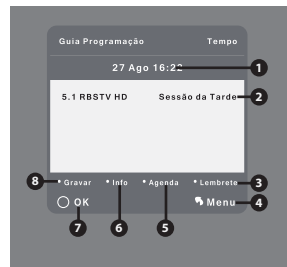 Guia Programação Tempo
27 Ago 16:22 1
5.1 RBSTV HD Sessão da Tarde 2
8 • Gravar • Info • Agenda • Lembrete 3
OK Menu 4
7 6 5